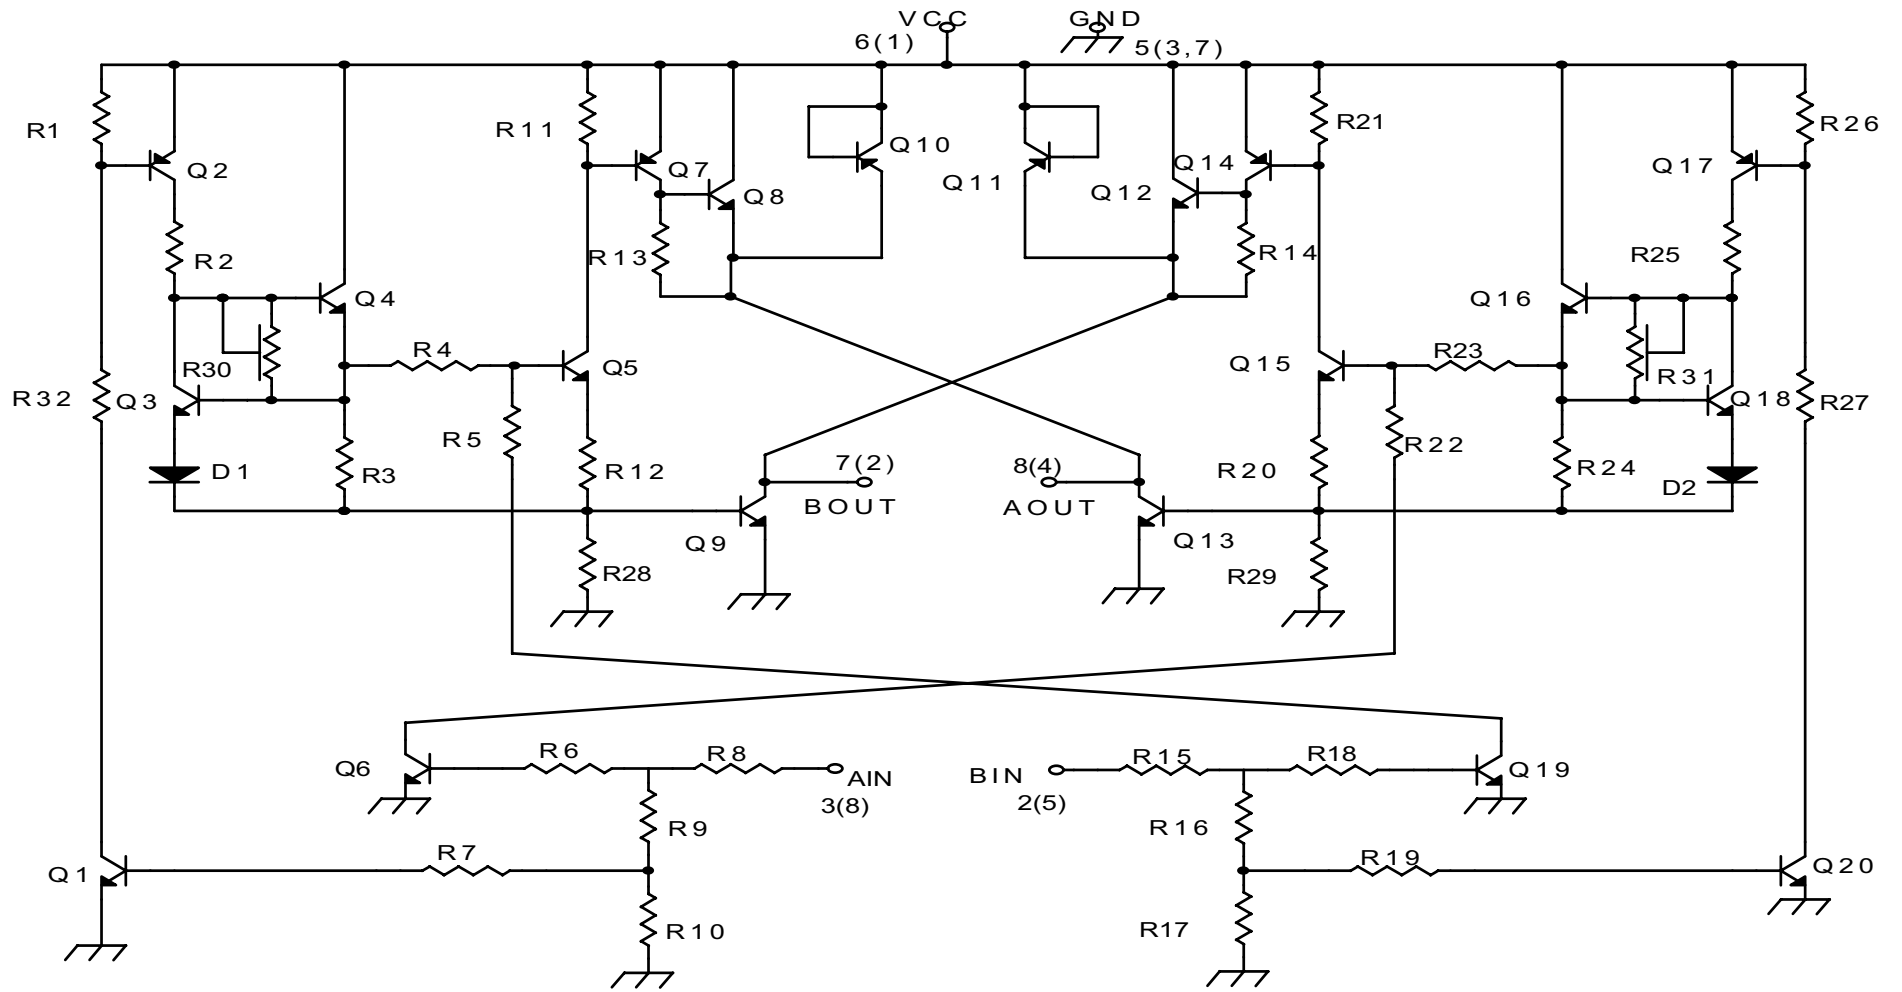 VCC
GND
6(1)
5(3,7)
R1
R11
R21
R26
Q2
Q7
Q10
Q14
Q17
Q8
Q11
Q12
R2
R13
R14
R25
Q4
Q16
R4
R23
R30
Q5
Q15
R31
R32
Q3
Q18
R27
R5
R22
R3
D1
R12
7(2)
8(4)
R20
R24
D2
BOUT
AOUT
Q9
Q13
R28
R29
Q6
R6
R8
AIN
3(8)
BIN
2(5)
R15
R18
Q19
R9
R16
Q1
R7
R19
Q20
R10
R17